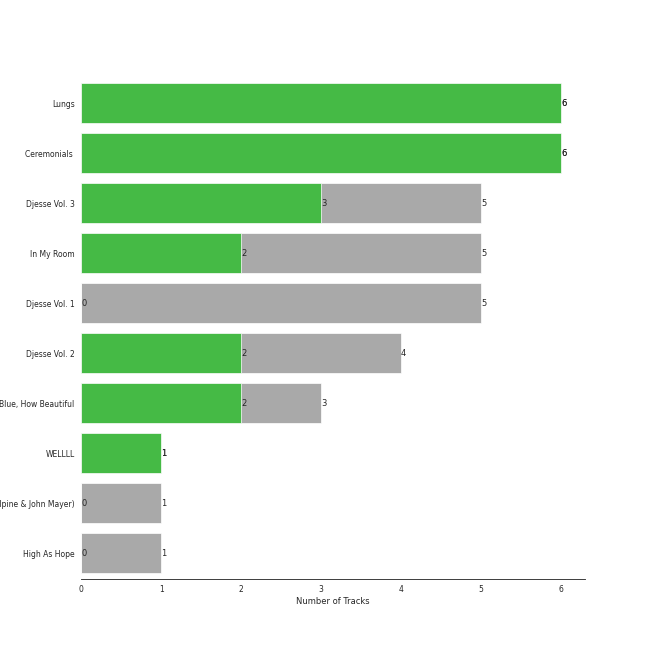 Lungs 6
Ceremonials 6
Djesse Vol. 3 3 5
In My Room 2 5
Djesse Vol. 1 0 5
Djesse Vol. 2 2 4
Blue, How Beautiful 2 3
WELLLL 1
lpine & John Mayer) 0 1
High As Hope 0 1
0 1 2 3 4 5 6
Number of Tracks